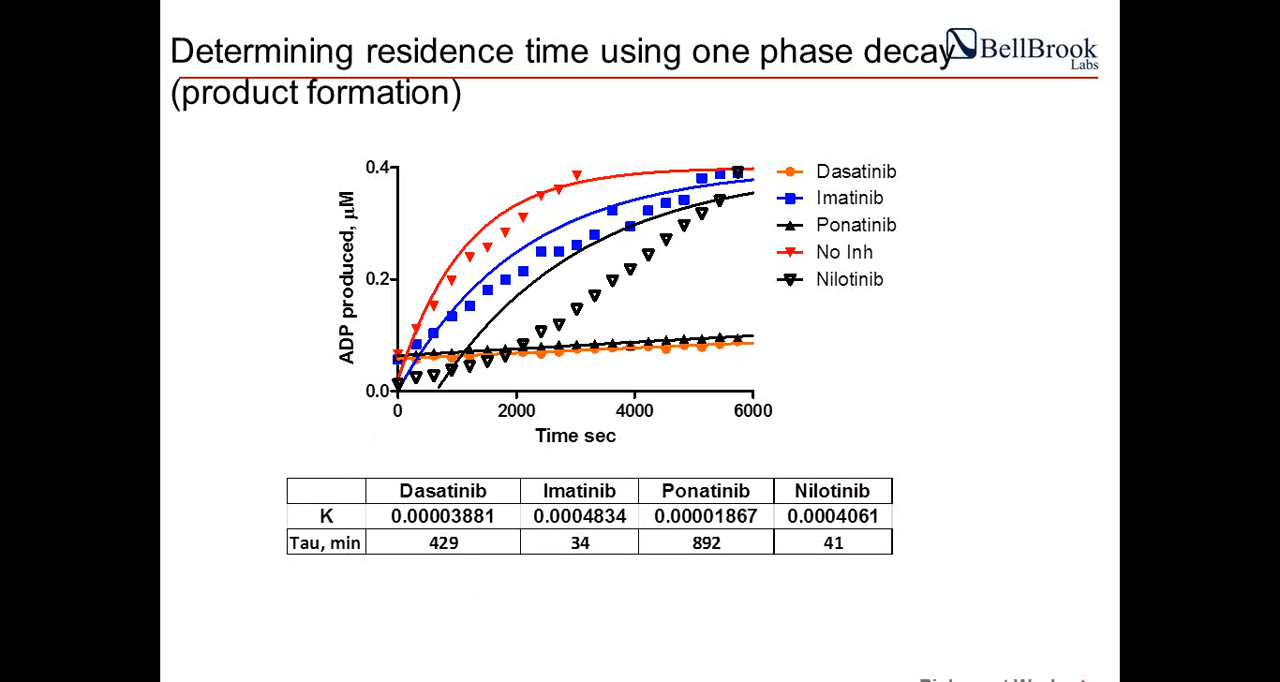 Determining residence time using one phase decay
(product formation)
BellBrook
Labs
ADP produced, µM
0.4
0.2
0.0
0 2000 4000 6000
Time sec
Dasatinib
Imatinib
Ponatinib
No Inh
Nilotinib
Dasatinib Imatinib Ponatinib Nilotinib
K 0.00003881 0.0004834 0.00001867 0.0004061
Tau, min 429 34 892 41